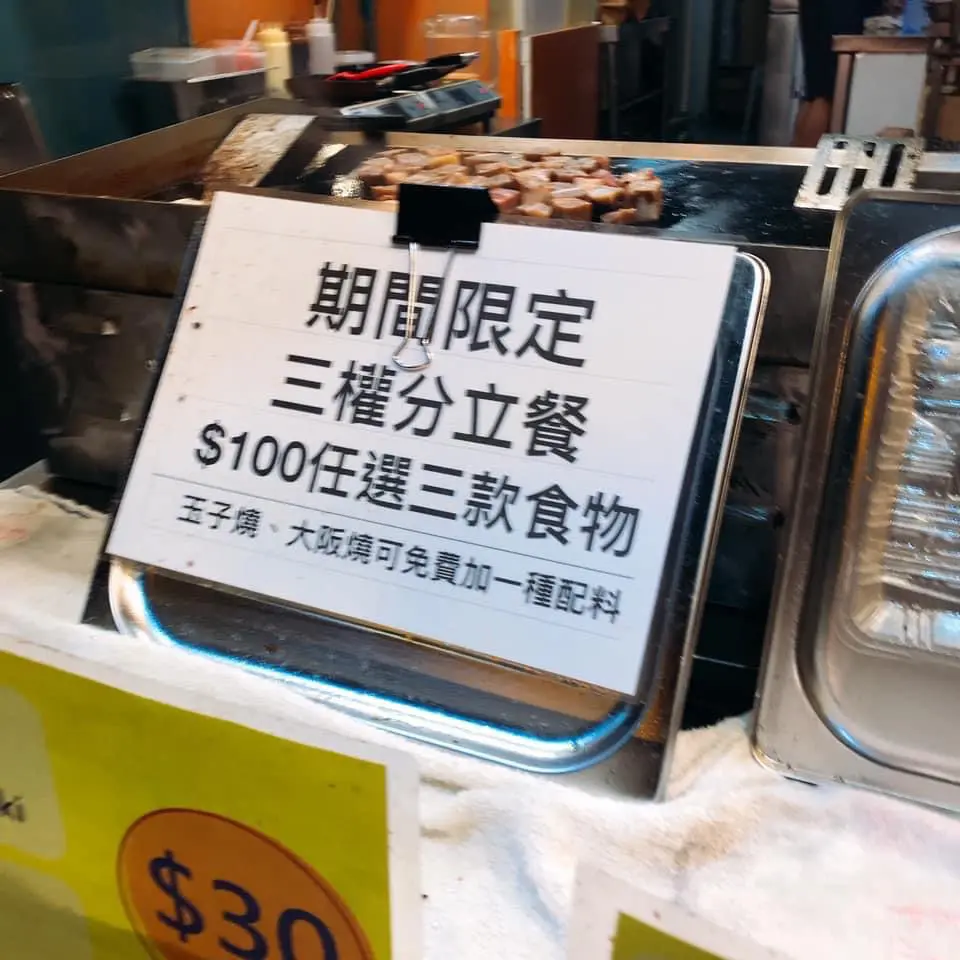 期間限定
三權分立餐
$100任選三款食物
玉子燒、大阪燒可免費加一種配料
ki
$30